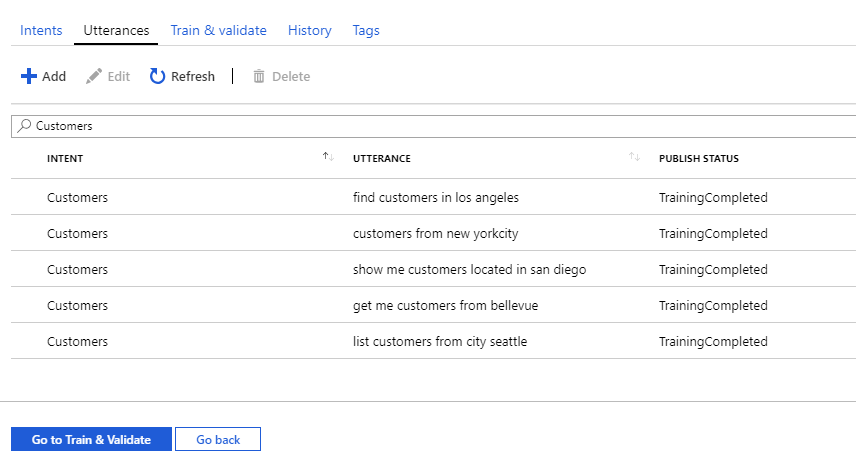 Intents Utterances Train & validate History Tags
Add Edit Refresh Delete
Customers
INTENT UTTERANCE PUBLISH STATUS
Customers find customers in los angeles TrainingCompleted
Customers customers from new yorkcity TrainingCompleted
Customers show me customers located in san diego TrainingCompleted
Customers get me customers from bellevue TrainingCompleted
Customers list customers from city seattle TrainingCompleted
Go to Train & Validate Go back